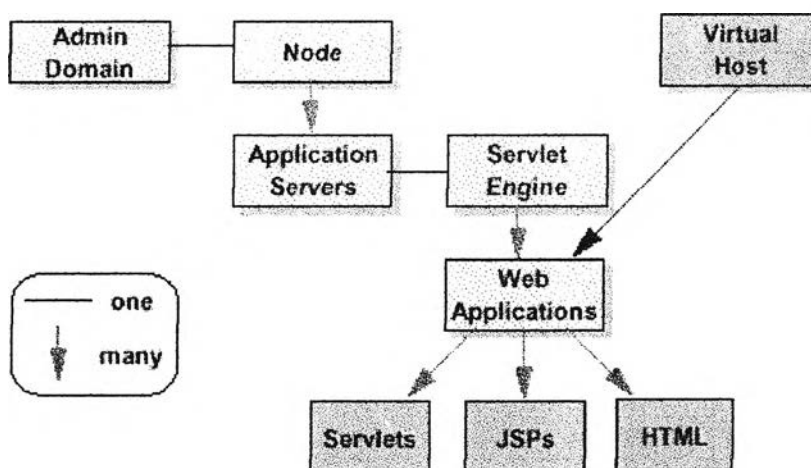 Admin
Domain
Node
Virtual
Host
Application
Servers
Servlet
Engine
Web
Applications
one
many
Servlets
JSPs
HTML